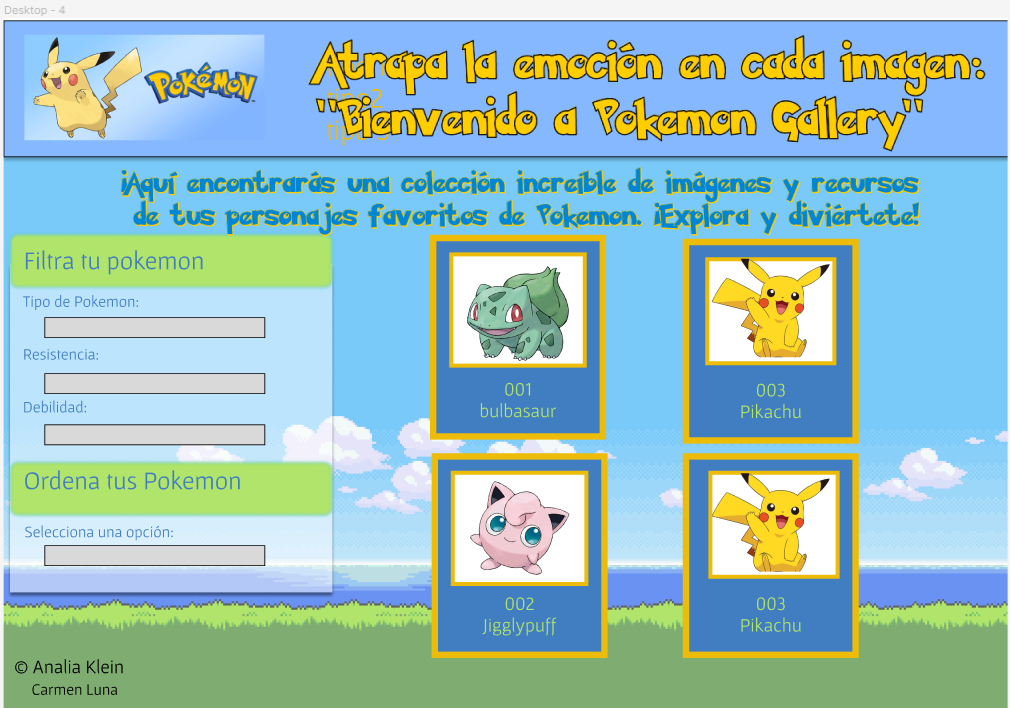 Desktop - 4
POKéMON
Atrapa la emoción en cada imagen:
"Bienvenido a Pokemon Gallery"
¡Aquí encontrarás una colección increíble de imágenes y recursos
de tus personajes favoritos de Pokemon. ¡Explora y diviértete!
Filtra tu pokemon
Tipo de Pokemon:
Resistencia:
Debilidad:
Ordena tus Pokemon
Selecciona una opción:
001
bulbasaur
003
Pikachu
002
Jigglypuff
003
Pikachu
© Analia Klein
Carmen Luna